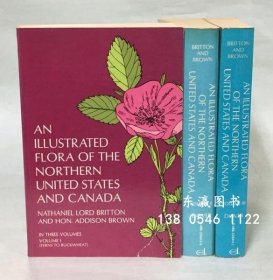 AN
ILLUSTRATED
FLORA OF THE
NORTHERN
UNITED STATES
AND CANADA
NATHANIEL LORD BRITTON
AND HON. ADDISON BROWN
IN THREE VOLUMES
VOLUME I
(FERNS TO BUCKWHEAT)
BRITTON
AND
BROWN
AN ILLUSTRATED FLORA
OF THE NORTHERN
UNITED STATES AND CANADA
BRITTON
AND
BROWN
AN ILLUSTRATED FLORA
OF THE NORTHERN
UNITED STATES AND CANADA
东瀛图书
138 0546 1122